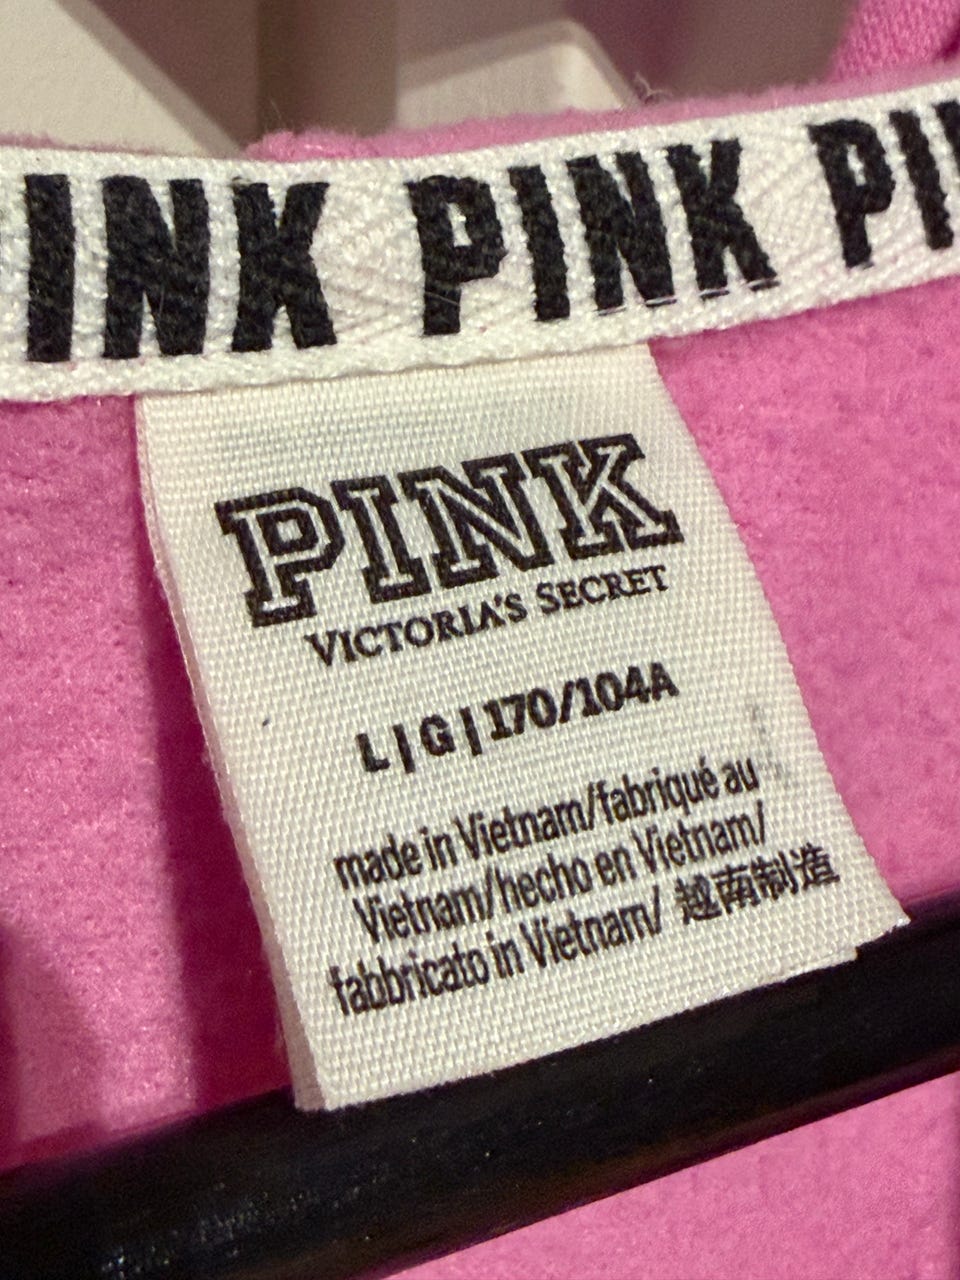 INK PINK PI
PINK
VICTORIA'S SECRET
L | G | 170/104A
made in Vietnam/fabriqué au
Vietnam/hecho en Vietnam/
fabbricato in Vietnam/ 越南制造